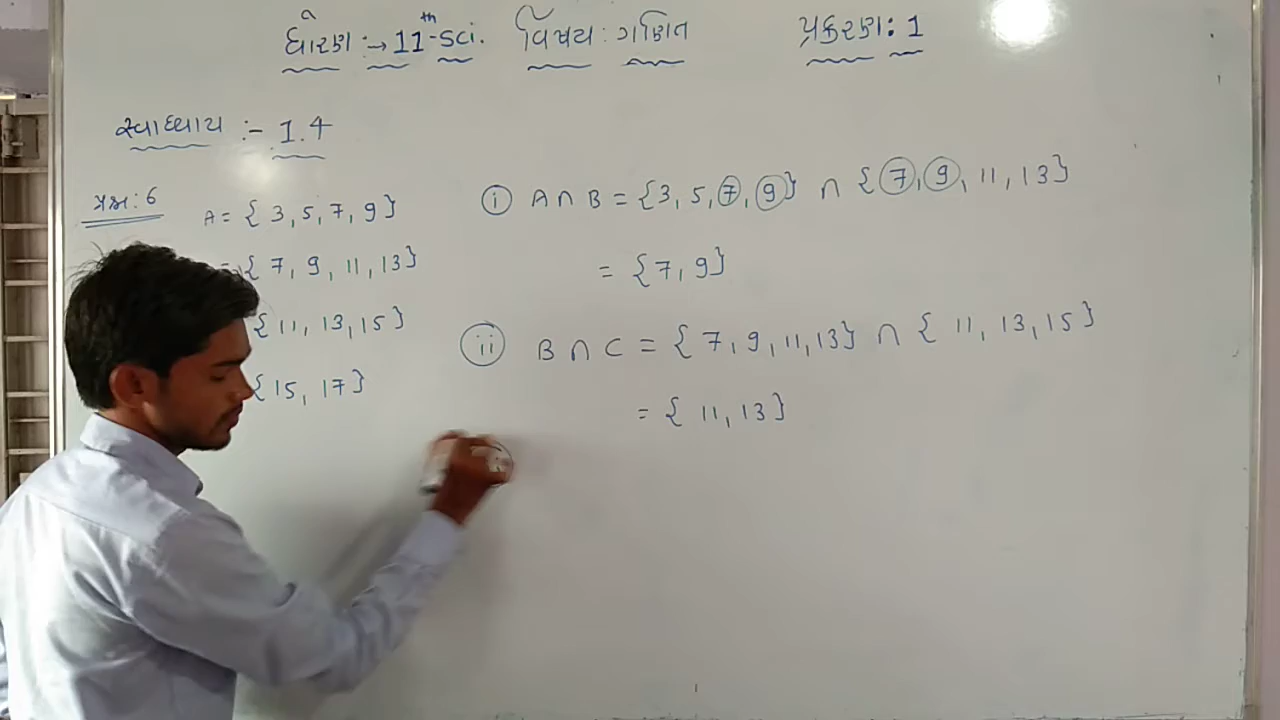 ધોરણ :→ 11th-sci. વિષય : ગણિત પ્રકરણ : 1
સ્વાધ્યાય :- 1.4
પ્રશ્ન : 6
A = { 3, 5, 7, 9 }
= { 7, 9, 11, 13 }
{ 11, 13, 15 }
{ 15, 17 }
(i) A ∩ B = {3, 5, 7, 9} ∩ {7, 9, 11, 13}
= {7, 9}
(ii) B ∩ C = { 7, 9, 11, 13} ∩ { 11, 13, 15 }
= { 11, 13 }